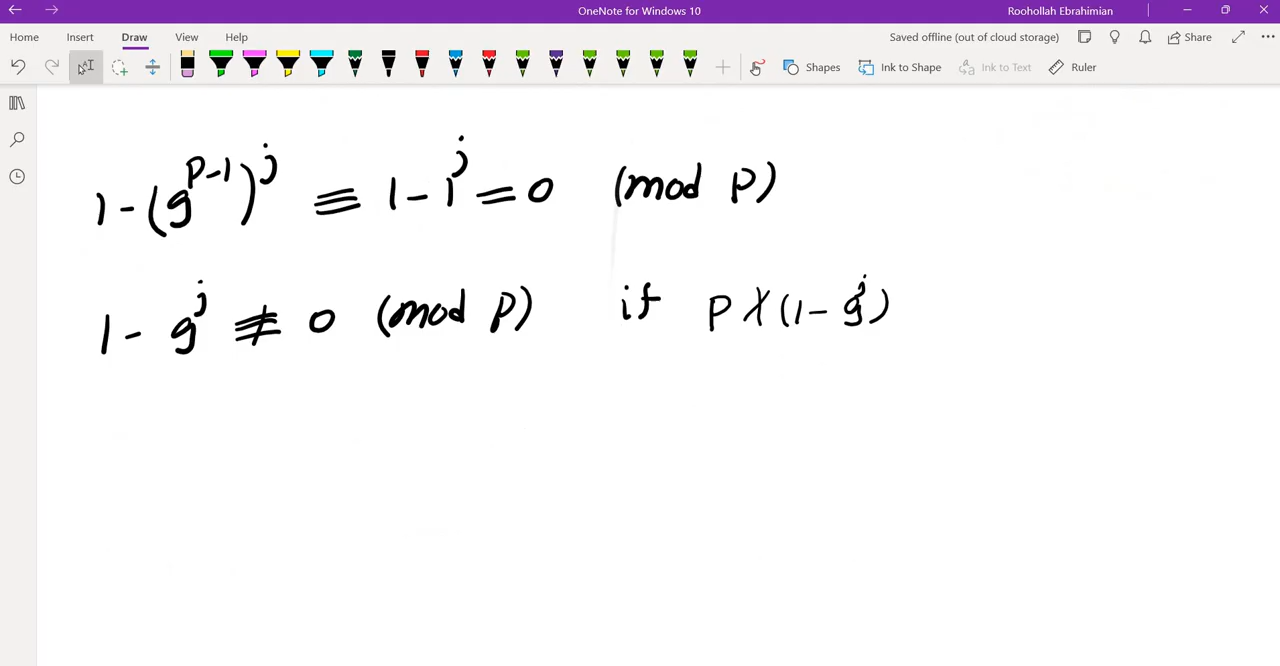 OneNote for Windows 10
Roohollah Ebrahimian
Home Insert Draw View Help
Saved offline (out of cloud storage)
Share
Shapes
Ink to Shape
Ink to Text
Ruler
1-(g^{p-1})^j ≡ 1-1^j = 0 (mod p)
1-g^j ≢ 0 (mod p) if p ∤ (1-g^j)